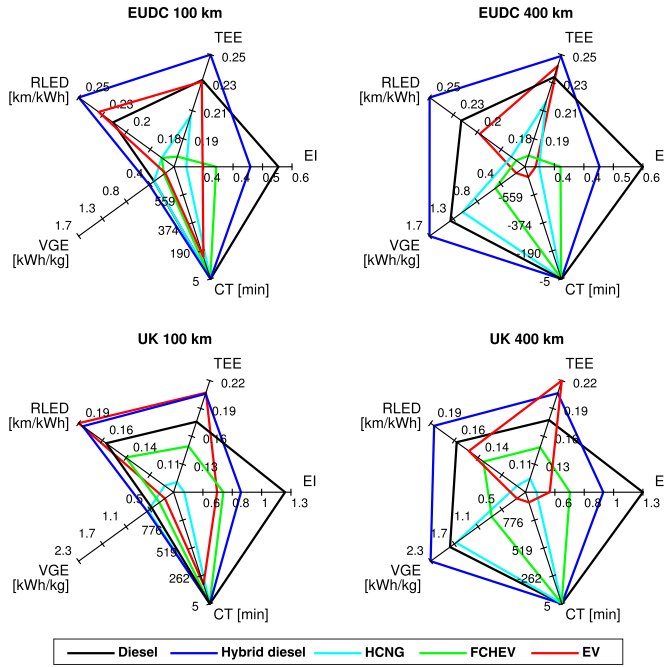 EUDC 100 km
TEE
0.25
0.23
0.21
0.19
RLED
[km/kWh]
0.25
0.23
0.2
0.18
EI
0.4
0.4
0.5
0.6
0.4
0.8
1.3
1.7
VGE
[kWh/kg]
559
374
190
5
CT [min]
EUDC 400 km
TEE
0.25
0.23
0.21
0.19
RLED
[km/kWh]
0.25
0.23
0.2
0.18
EI
0.4
0.4
0.5
0.6
0.4
0.8
1.3
1.7
VGE
[kWh/kg]
-559
-374
-190
-5
CT [min]
UK 100 km
TEE
0.22
0.19
0.16
0.13
RLED
[km/kWh]
0.19
0.16
0.14
0.11
EI
0.6
0.8
1
1.3
0.5
1.1
1.7
2.3
VGE
[kWh/kg]
776
519
262
5
CT [min]
UK 400 km
TEE
0.22
0.19
0.16
0.13
RLED
[km/kWh]
0.19
0.16
0.14
0.11
EI
0.6
0.8
1
1.3
0.5
1.1
1.7
2.3
VGE
[kWh/kg]
776
519
262
5
CT [min]
Diesel Hybrid diesel HCNG FCHEV EV